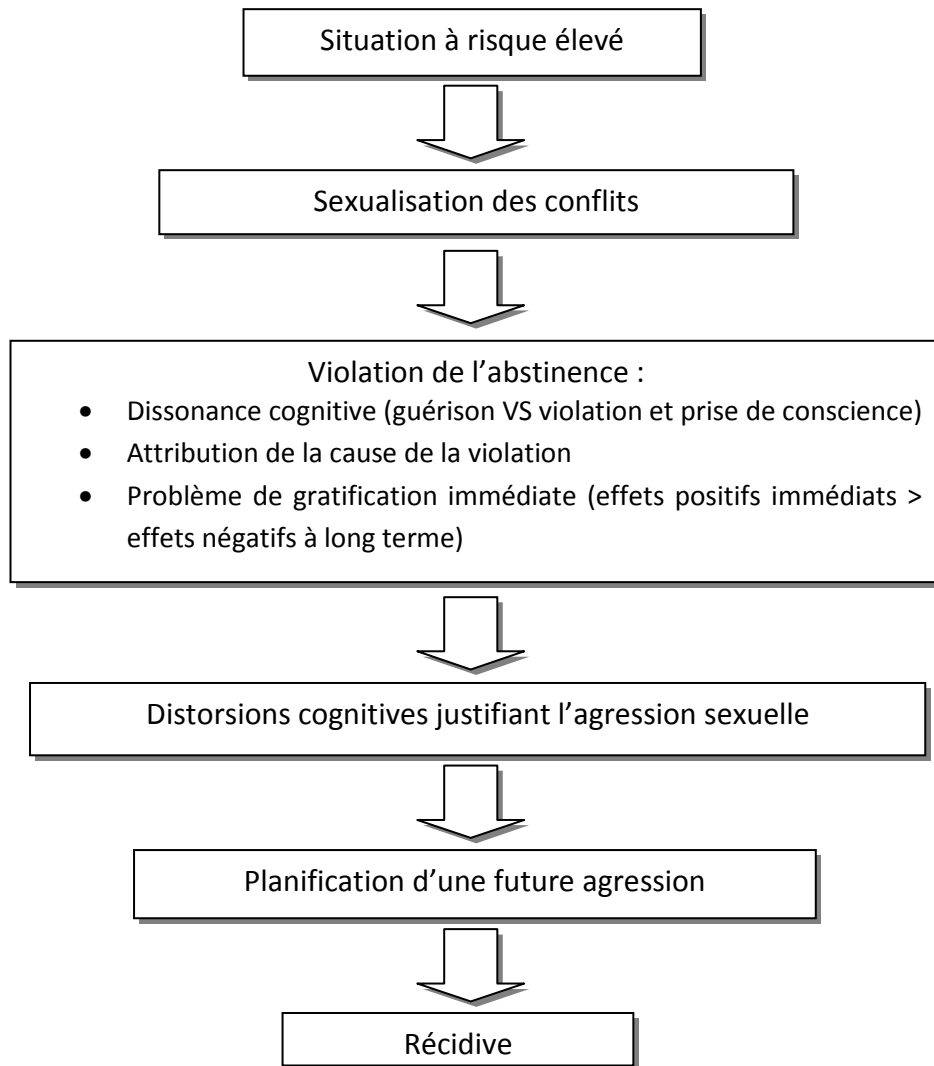 Situation à risque élevé
Sexualisation des conflits
Violation de l’abstinence :
• Dissonance cognitive (guérison VS violation et prise de conscience)
• Attribution de la cause de la violation
• Problème de gratification immédiate (effets positifs immédiats >
effets négatifs à long terme)
Distorsions cognitives justifiant l’agression sexuelle
Planification d’une future agression
Récidive